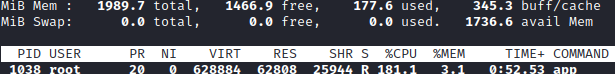 MiB Mem :   1989.7 total,   1466.9 free,    177.6 used,    345.3 buff/cache
MiB Swap:      0.0 total,      0.0 free,      0.0 used.   1736.6 avail Mem
PID USER      PR  NI    VIRT    RES    SHR S  %CPU  %MEM     TIME+ COMMAND
1038 root      20   0  628884  62808  25944 R 181.1   3.1   0:52.53 app